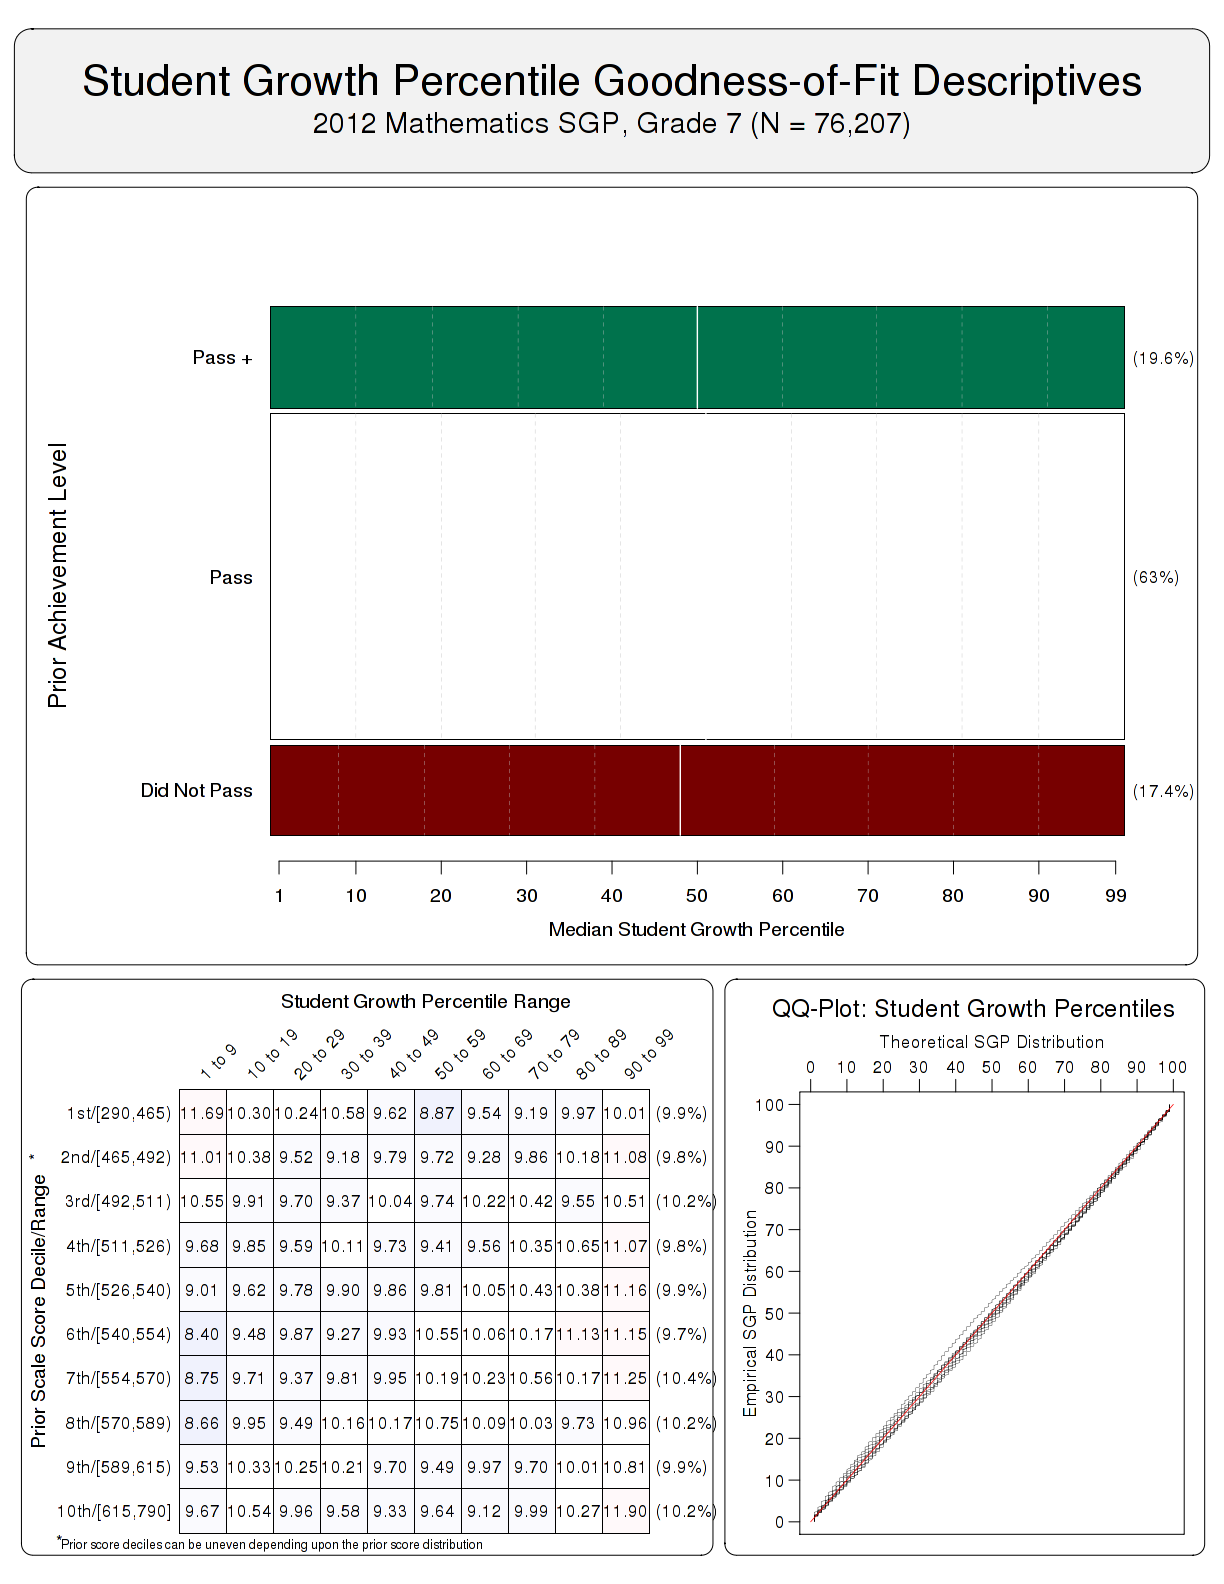 Student Growth Percentile Goodness-of-Fit Descriptives
2012 Mathematics SGP, Grade 7 (N = 76,207)
Prior Achievement Level
Pass + (19.6%)
Pass (63%)
Did Not Pass (17.4%)
1 10 20 30 40 50 60 70 80 90 99
Median Student Growth Percentile
Student Growth Percentile Range
1 to 9 10 to 19 20 to 29 30 to 39 40 to 49 50 to 59 60 to 69 70 to 79 80 to 89 90 to 99
Prior Scale Score Decile/Range *
1st/[290,465) 11.69 10.30 10.24 10.58 9.62 8.87 9.54 9.19 9.97 10.01 (9.9%)
2nd/[465,492) 11.01 10.38 9.52 9.18 9.79 9.72 9.28 9.86 10.18 11.08 (9.8%)
3rd/[492,511) 10.55 9.91 9.70 9.37 10.04 9.74 10.22 10.42 9.55 10.51 (10.2%)
4th/[511,526) 9.68 9.85 9.59 10.11 9.73 9.41 9.56 10.35 10.65 11.07 (9.8%)
5th/[526,540) 9.01 9.62 9.78 9.90 9.86 9.81 10.05 10.43 10.38 11.16 (9.9%)
6th/[540,554) 8.40 9.48 9.87 9.27 9.93 10.55 10.06 10.17 11.13 11.15 (9.7%)
7th/[554,570) 8.75 9.71 9.37 9.81 9.95 10.19 10.23 10.56 10.17 11.25 (10.4%)
8th/[570,589) 8.66 9.95 9.49 10.16 10.17 10.75 10.09 10.03 9.73 10.96 (10.2%)
9th/[589,615) 9.53 10.33 10.25 10.21 9.70 9.49 9.97 9.70 10.01 10.81 (9.9%)
10th/[615,790] 9.67 10.54 9.96 9.58 9.33 9.64 9.12 9.99 10.27 11.90 (10.2%)
*Prior score deciles can be uneven depending upon the prior score distribution
QQ-Plot: Student Growth Percentiles
Theoretical SGP Distribution
0 10 20 30 40 50 60 70 80 90 100
Empirical SGP Distribution
100
90
80
70
60
50
40
30
20
10
0